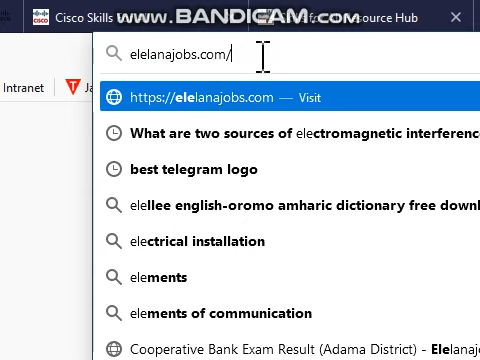 Cisco Skills
www.BANDICAM.com
Resource Hub
elelanajobs.com/
Intranet
https://elelanajobs.com — Visit
What are two sources of electromagnetic interference
best telegram logo
elellee english-oromo amharic dictionary free downl
electrical installation
elements
elements of communication
Cooperative Bank Exam Result (Adama District) - Elelanajobs